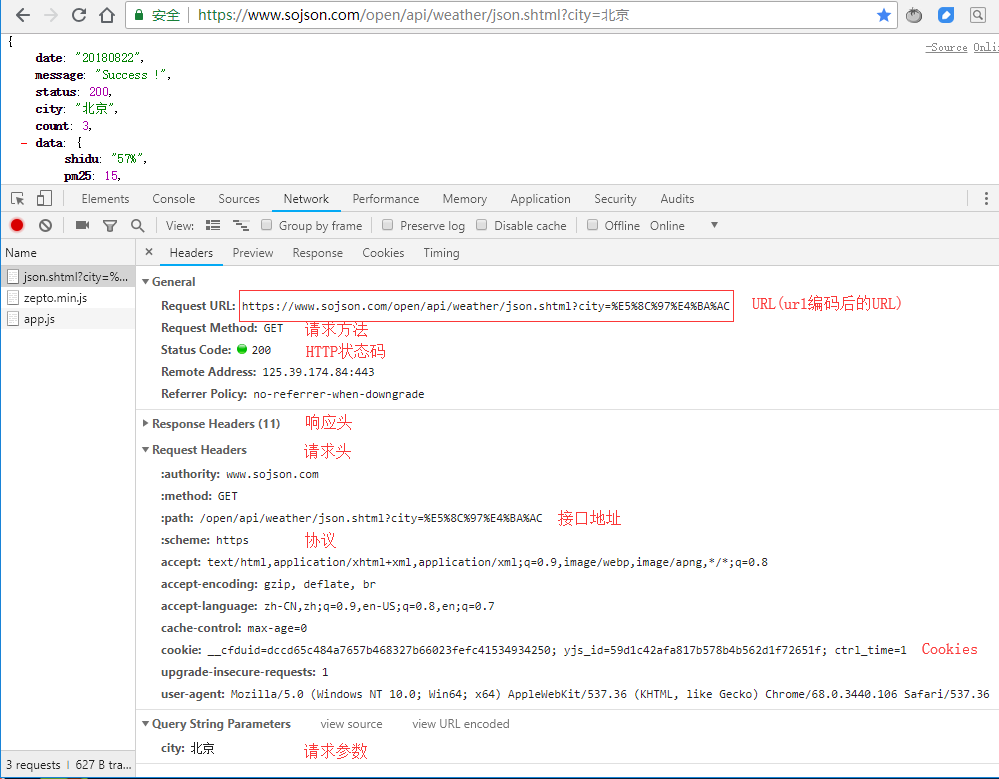 安全 https://www.sojson.com/open/api/weather/json.shtml?city=北京
{
date: "20180822",
message: "Success !",
status: 200,
city: "北京",
count: 3,
- data: {
shidu: "57%",
pm25: 15,
-Source Onli
Elements Console Sources Network Performance Memory Application Security Audits
View: Group by frame Preserve log Disable cache Offline Online
Name
× Headers Preview Response Cookies Timing
json.shtml?city=%...
zepto.min.js
app.js
General
Request URL: https://www.sojson.com/open/api/weather/json.shtml?city=%E5%8C%97%E4%BA%AC URL(url编码后的URL)
Request Method: GET 请求方法
Status Code: 200 HTTP状态码
Remote Address: 125.39.174.84:443
Referrer Policy: no-referrer-when-downgrade
Response Headers (11) 响应头
Request Headers 请求头
:authority: www.sojson.com
:method: GET
:path: /open/api/weather/json.shtml?city=%E5%8C%97%E4%BA%AC 接口地址
:scheme: https 协议
accept: text/html,application/xhtml+xml,application/xml;q=0.9,image/webp,image/apng,*/*;q=0.8
accept-encoding: gzip, deflate, br
accept-language: zh-CN,zh;q=0.9,en-US;q=0.8,en;q=0.7
cache-control: max-age=0
cookie: __cfduid=dccd65c484a7657b468327b66023fefc41534934250; yjs_id=59d1c42afa817b578b4b562d1f72651f; ctrl_time=1 Cookies
upgrade-insecure-requests: 1
user-agent: Mozilla/5.0 (Windows NT 10.0; Win64; x64) AppleWebKit/537.36 (KHTML, like Gecko) Chrome/68.0.3440.106 Safari/537.36
Query String Parameters view source view URL encoded
city: 北京 请求参数
3 requests | 627 B tra...